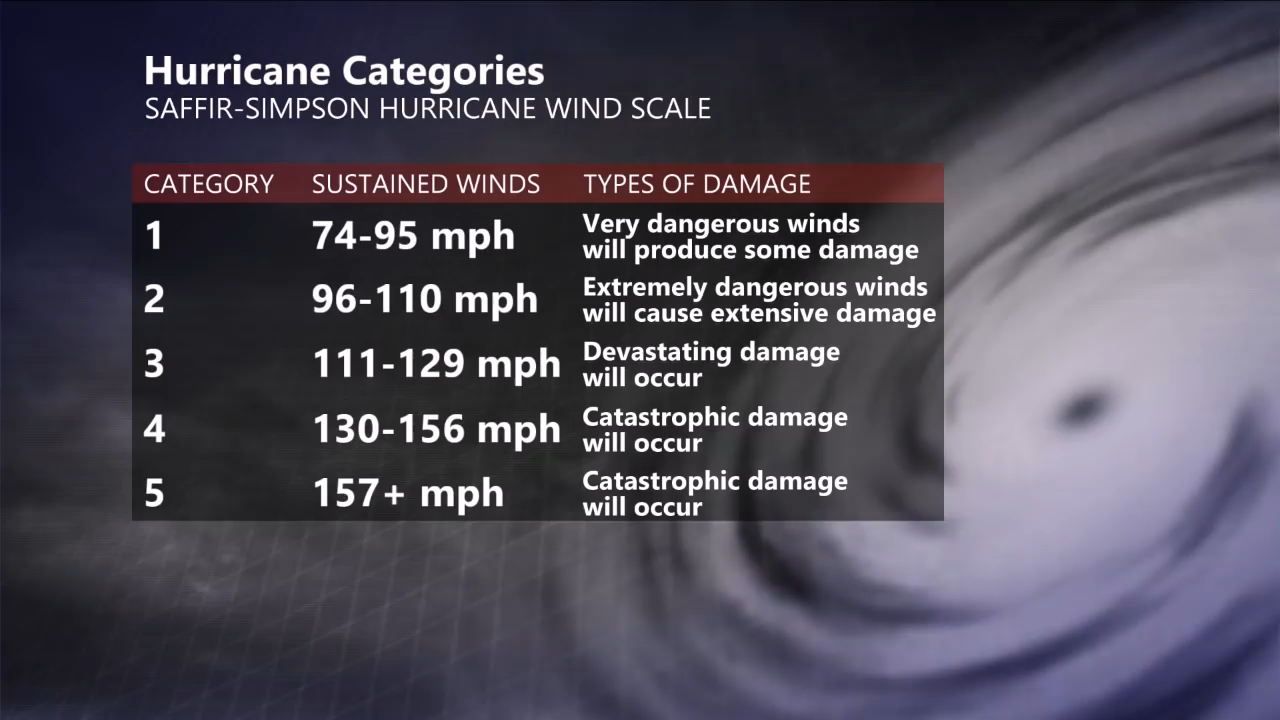 Hurricane Categories
SAFFIR-SIMPSON HURRICANE WIND SCALE
CATEGORY SUSTAINED WINDS TYPES OF DAMAGE
1 74-95 mph Very dangerous winds
will produce some damage
2 96-110 mph Extremely dangerous winds
will cause extensive damage
3 111-129 mph Devastating damage
will occur
4 130-156 mph Catastrophic damage
will occur
5 157+ mph Catastrophic damage
will occur